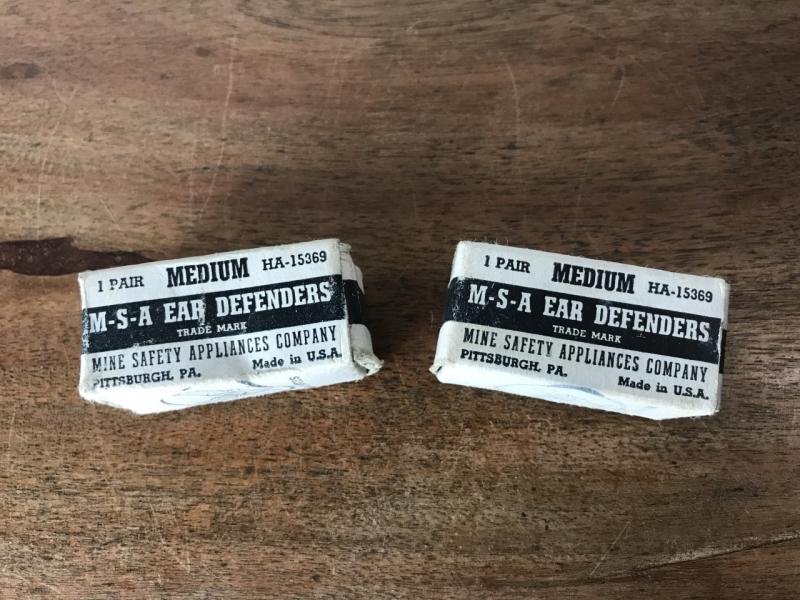 1 PAIR MEDIUM HA-15369
M-S-A EAR DEFENDERS
TRADE MARK
MINE SAFETY APPLIANCES COMPANY
PITTSBURGH, PA. Made in U.S.A.
1 PAIR MEDIUM HA-15369
M-S-A EAR DEFENDERS
TRADE MARK
MINE SAFETY APPLIANCES COMPANY
PITTSBURGH, PA. Made in U.S.A.